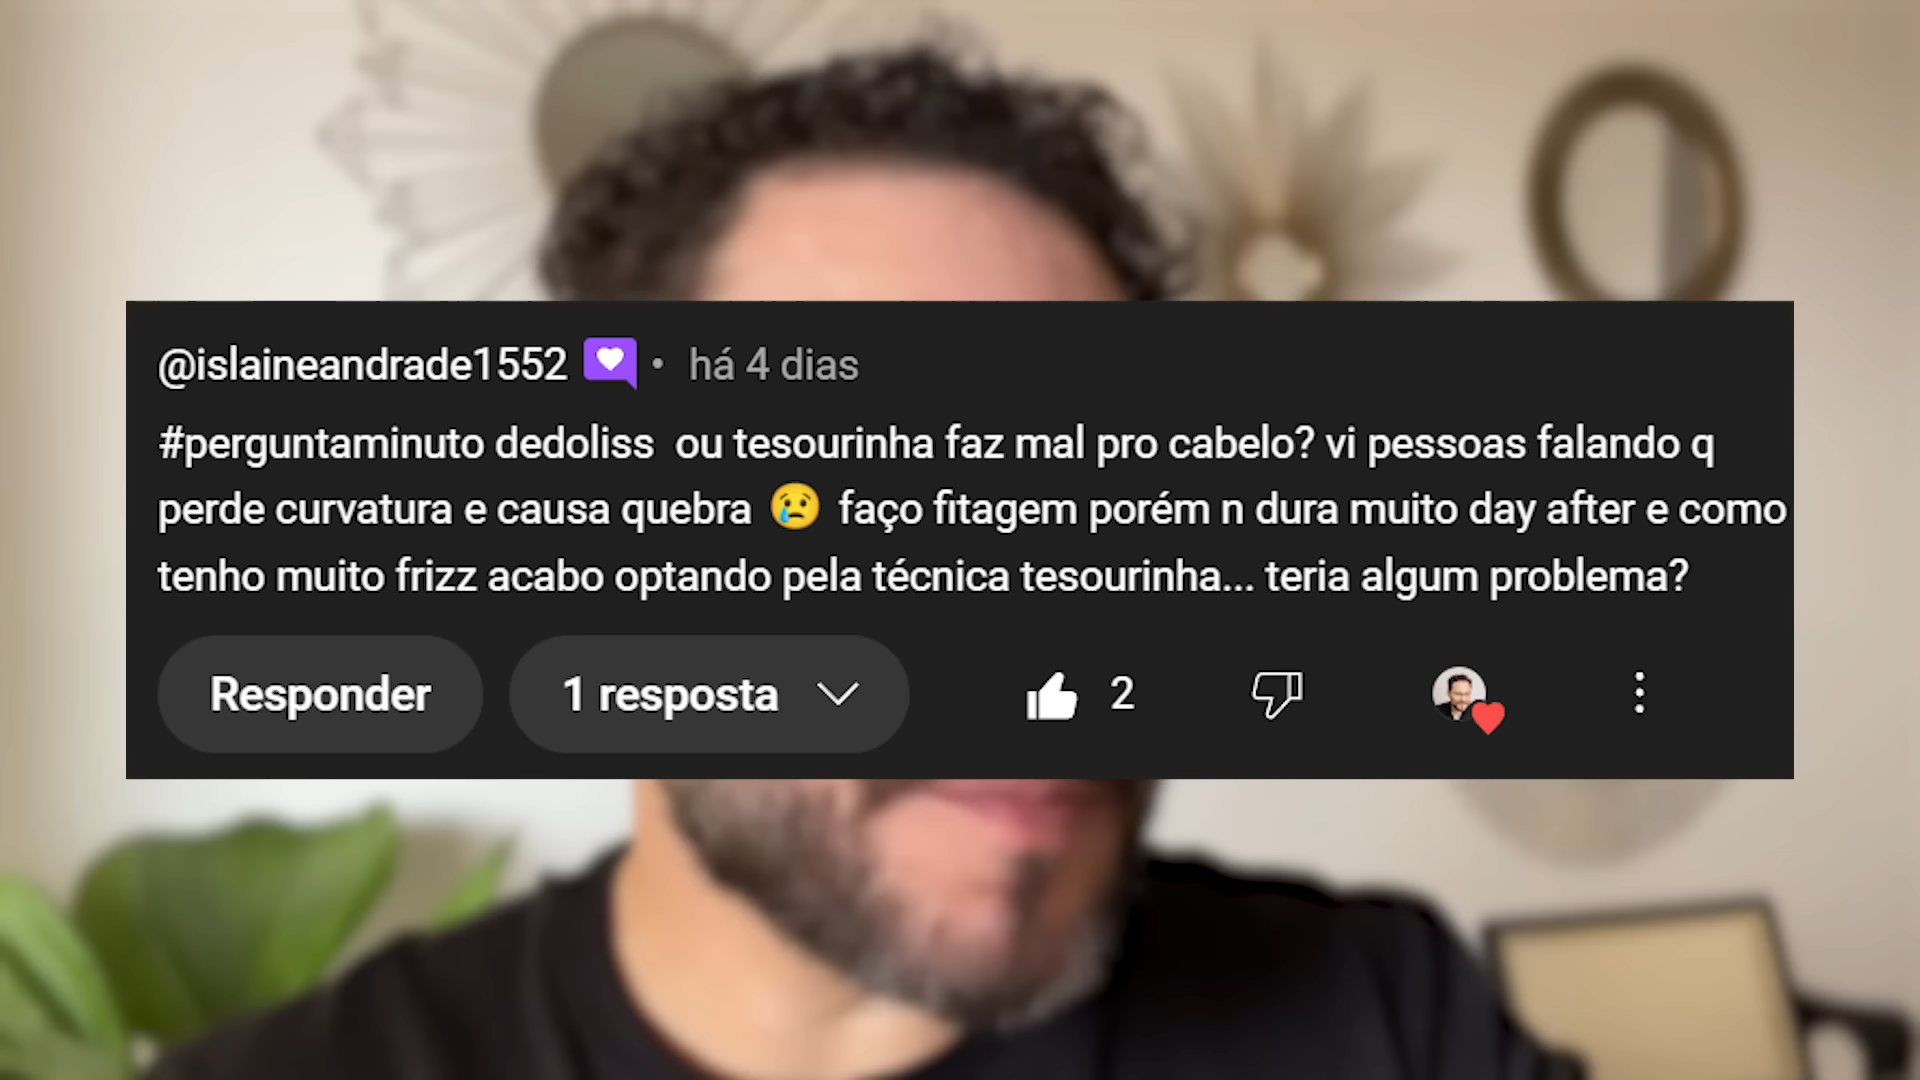 @islaineandrade1552 • há 4 dias
#perguntaminuto dedoliss  ou tesourinha faz mal pro cabelo? vi pessoas falando q
perde curvatura e causa quebra 😢 faço fitagem porém n dura muito day after e como
tenho muito frizz acabo optando pela técnica tesourinha... teria algum problema?
Responder 1 resposta 2